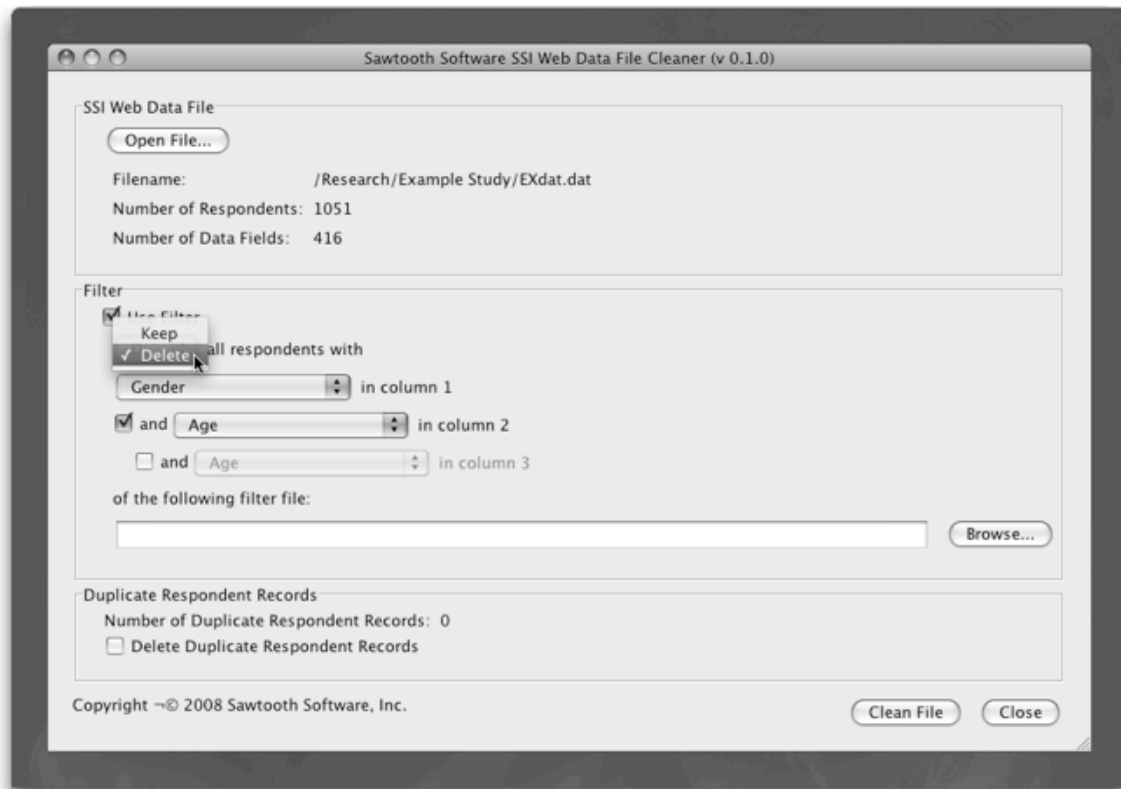 Sawtooth Software SSI Web Data File Cleaner (v 0.1.0)
SSI Web Data File
Open File...
Filename: /Research/Example Study/EXdat.dat
Number of Respondents: 1051
Number of Data Fields: 416
Filter
Use Filter
Keep
✓ Delete all respondents with
Gender in column 1
and Age in column 2
and Age in column 3
of the following filter file:
Browse...
Duplicate Respondent Records
Number of Duplicate Respondent Records: 0
Delete Duplicate Respondent Records
Copyright ¬© 2008 Sawtooth Software, Inc.
Clean File Close